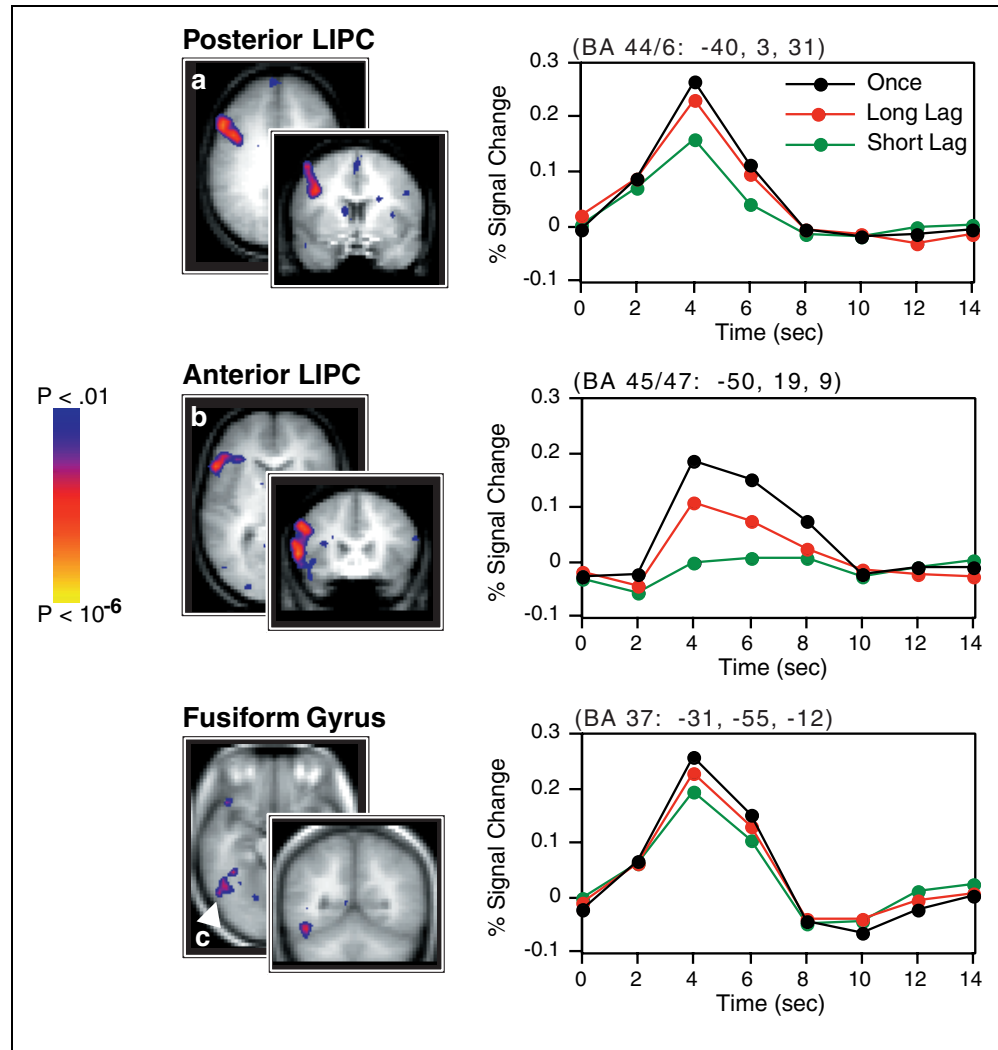 Posterior LIPC
a
(BA 44/6: -40, 3, 31)
% Signal Change
0.3
0.2
0.1
0
-0.1
Once
Long Lag
Short Lag
0 2 4 6 8 10 12 14
Time (sec)
P < .01
P < 10-6
Anterior LIPC
b
(BA 45/47: -50, 19, 9)
% Signal Change
0.3
0.2
0.1
0
-0.1
0 2 4 6 8 10 12 14
Time (sec)
Fusiform Gyrus
c
(BA 37: -31, -55, -12)
% Signal Change
0.3
0.2
0.1
0
-0.1
0 2 4 6 8 10 12 14
Time (sec)